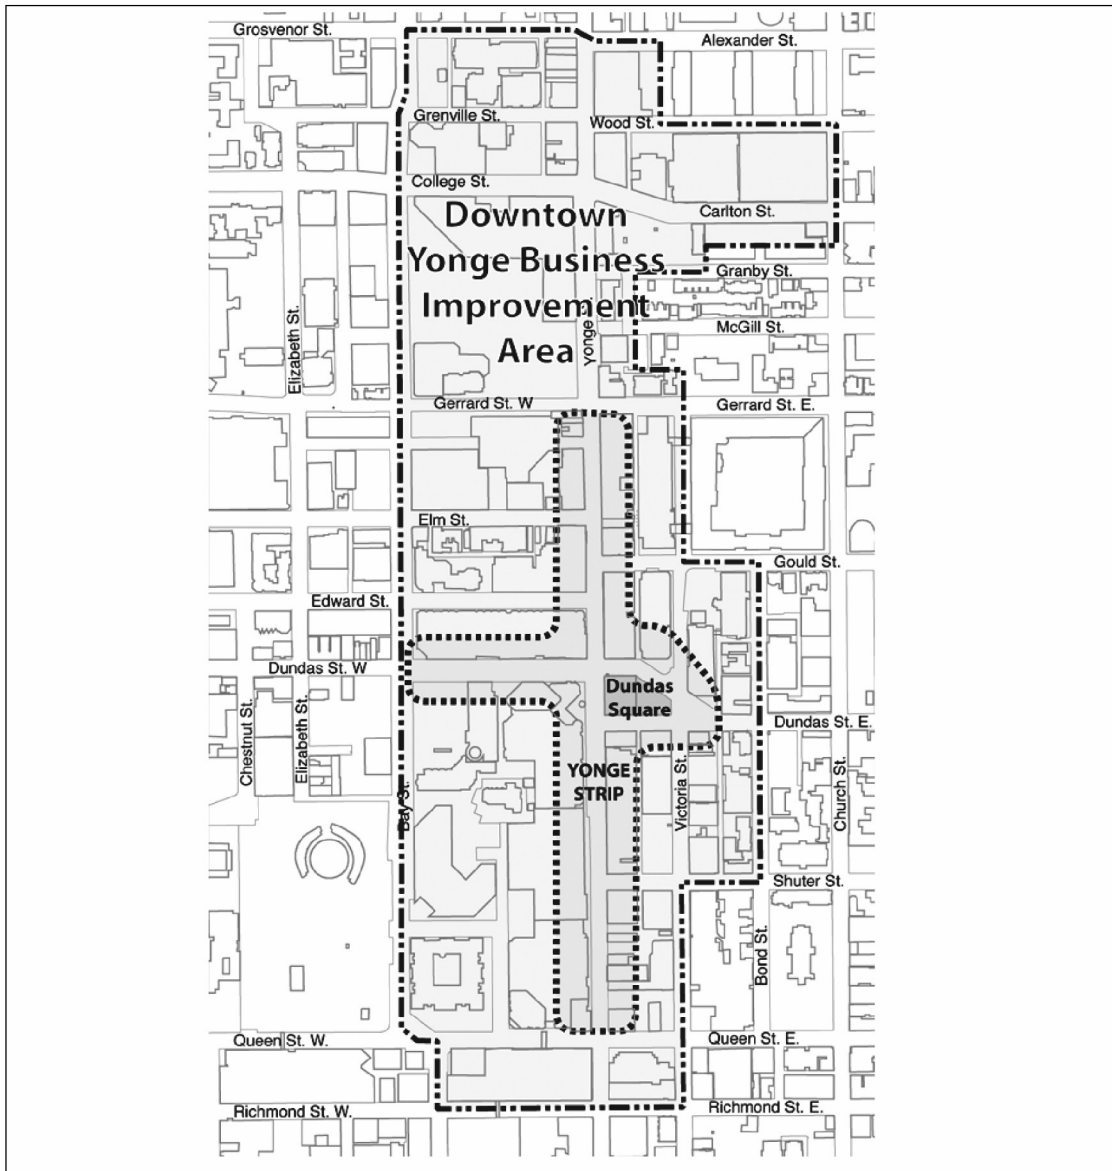 Grosvenor St.
Alexander St.
Grenville St.
Wood St.
College St.
Carlton St.
Downtown
Yonge Business
Improvement
Area
Granby St.
Elizabeth St.
Yonge
McGill St.
Gerrard St. W
Gerrard St. E.
Elm St.
Gould St.
Edward St.
Dundas St. W
Dundas
Square
Chestnut St.
Elizabeth St.
Dundas St. E.
YONGE
STRIP
Bay St.
Victoria St.
Church St.
Shuter St.
Bond St.
Queen St. W.
Queen St. E.
Richmond St. W.
Richmond St. E.